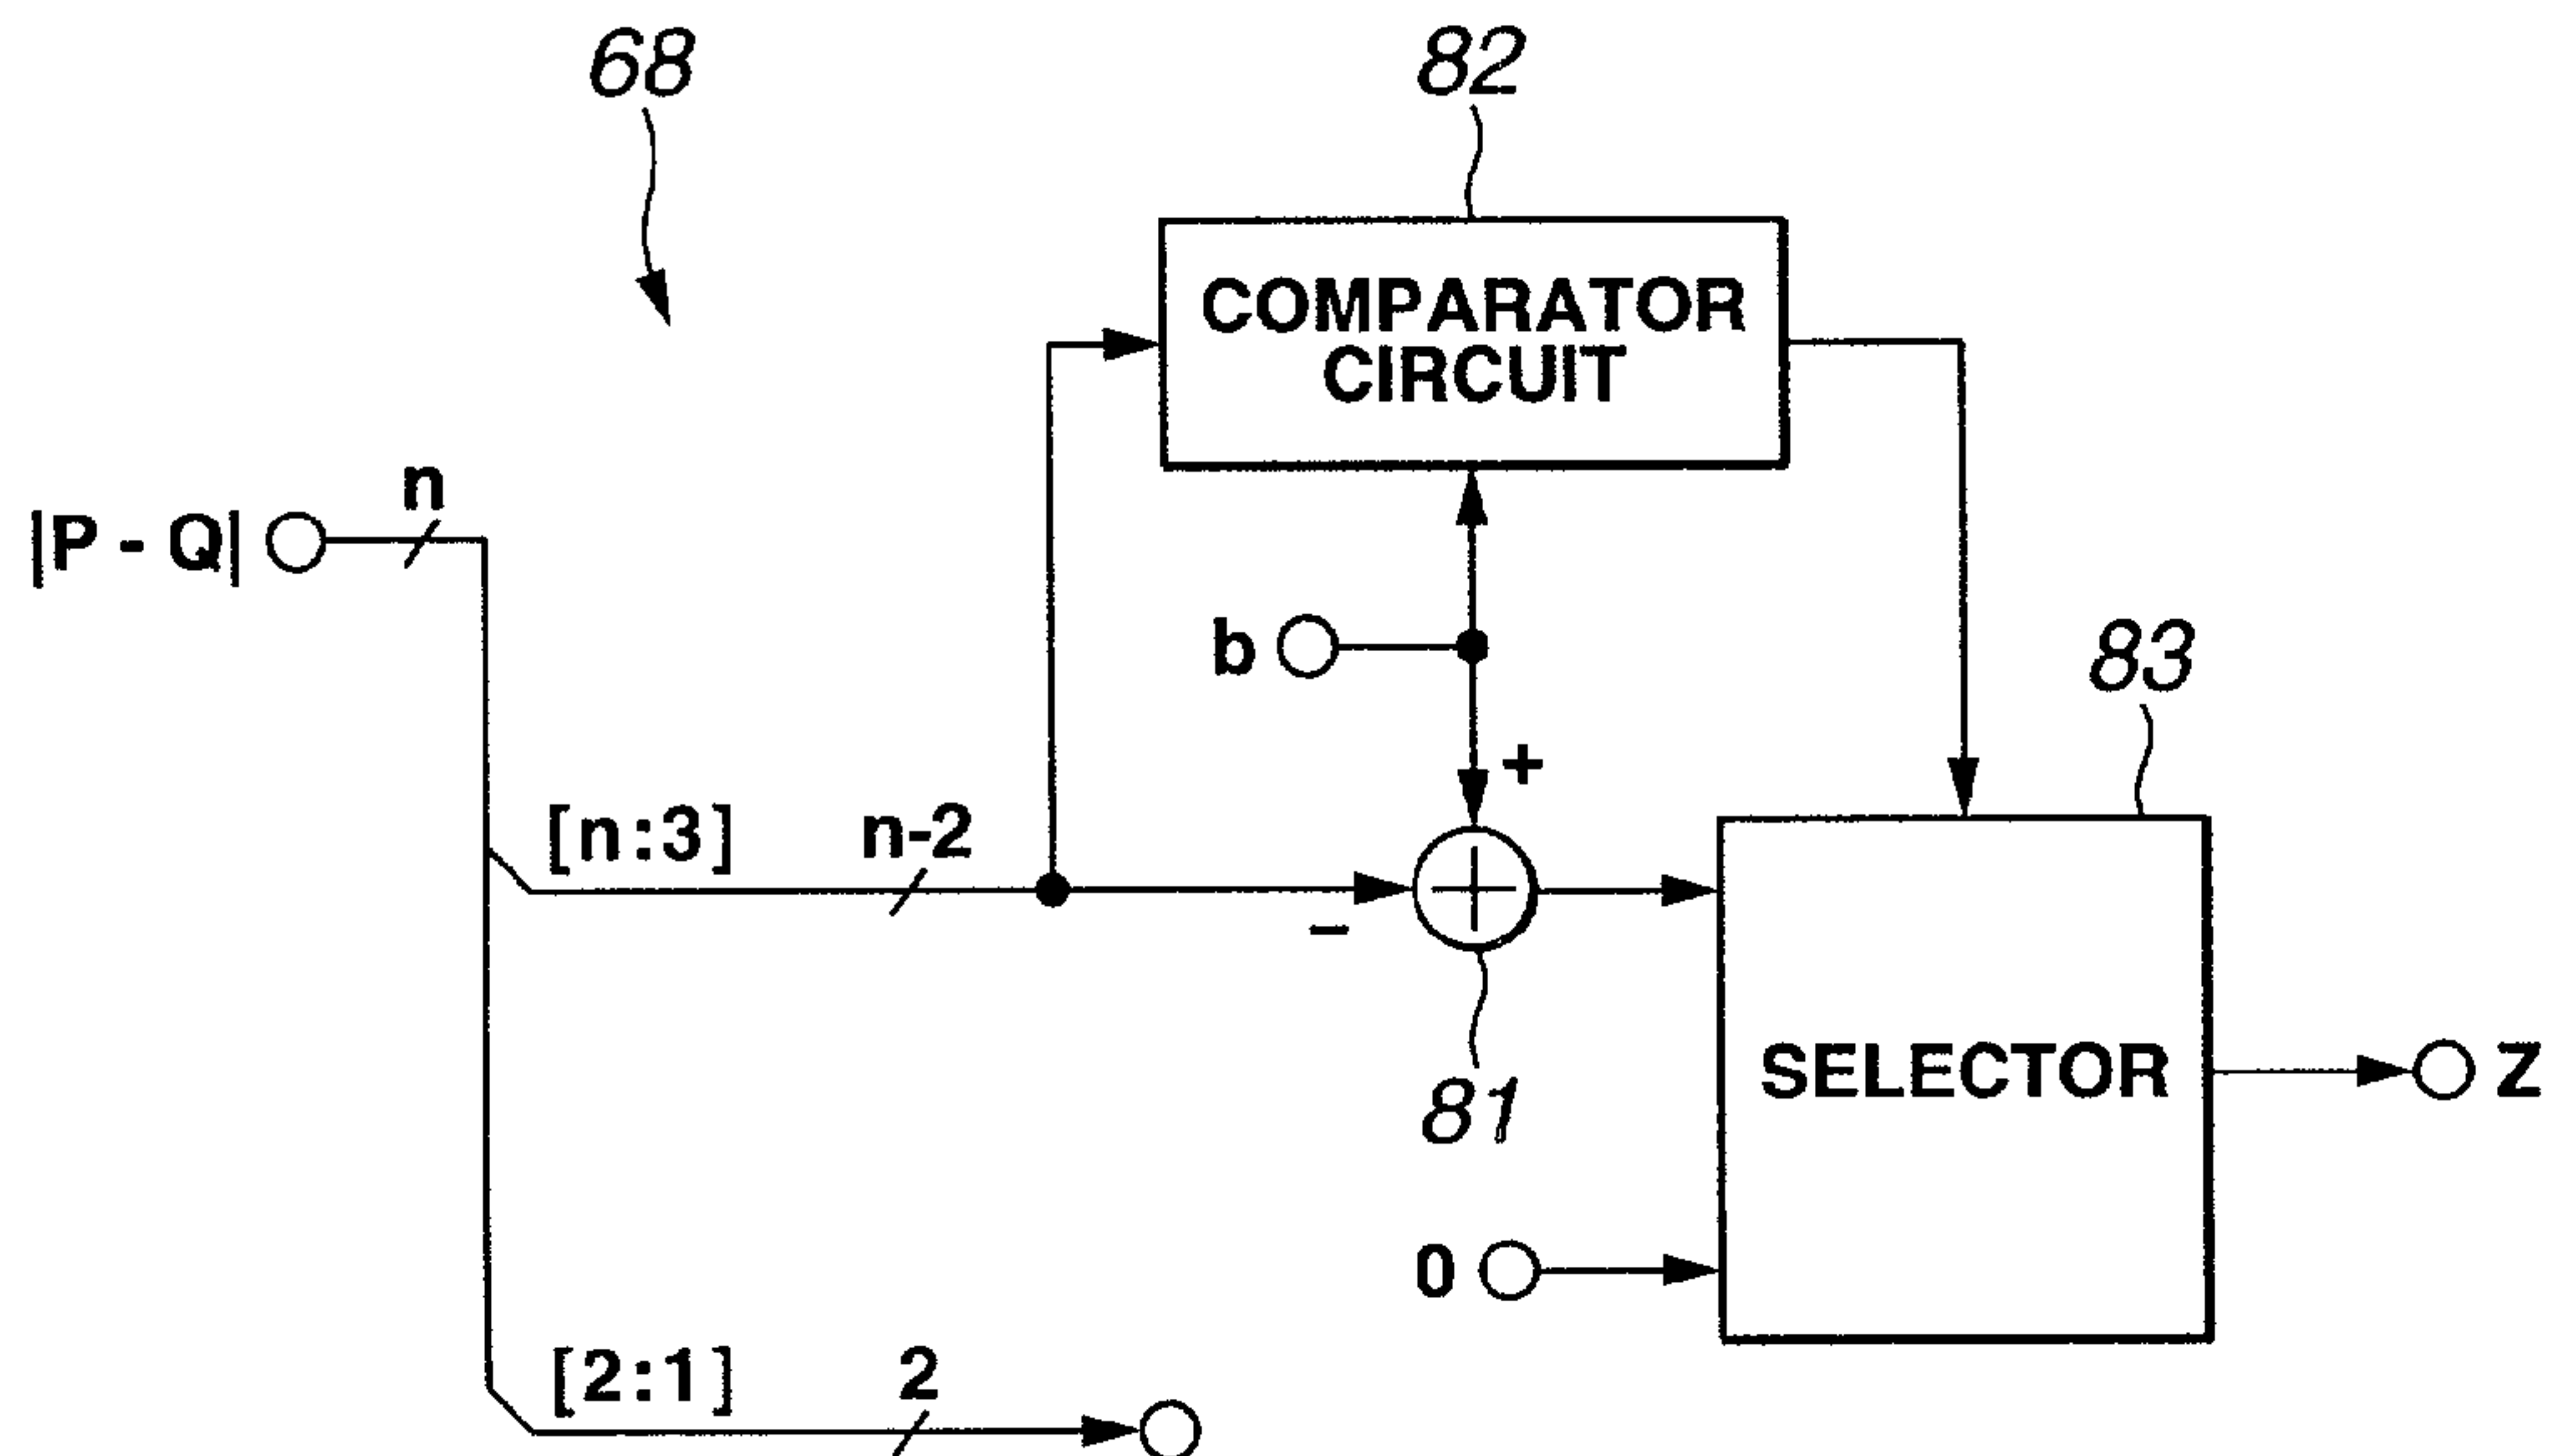 68
82
COMPARATOR
CIRCUIT
n
|P - Q|
b
83
+
[n:3]
n-2
−
SELECTOR
Z
81
0
[2:1]
2